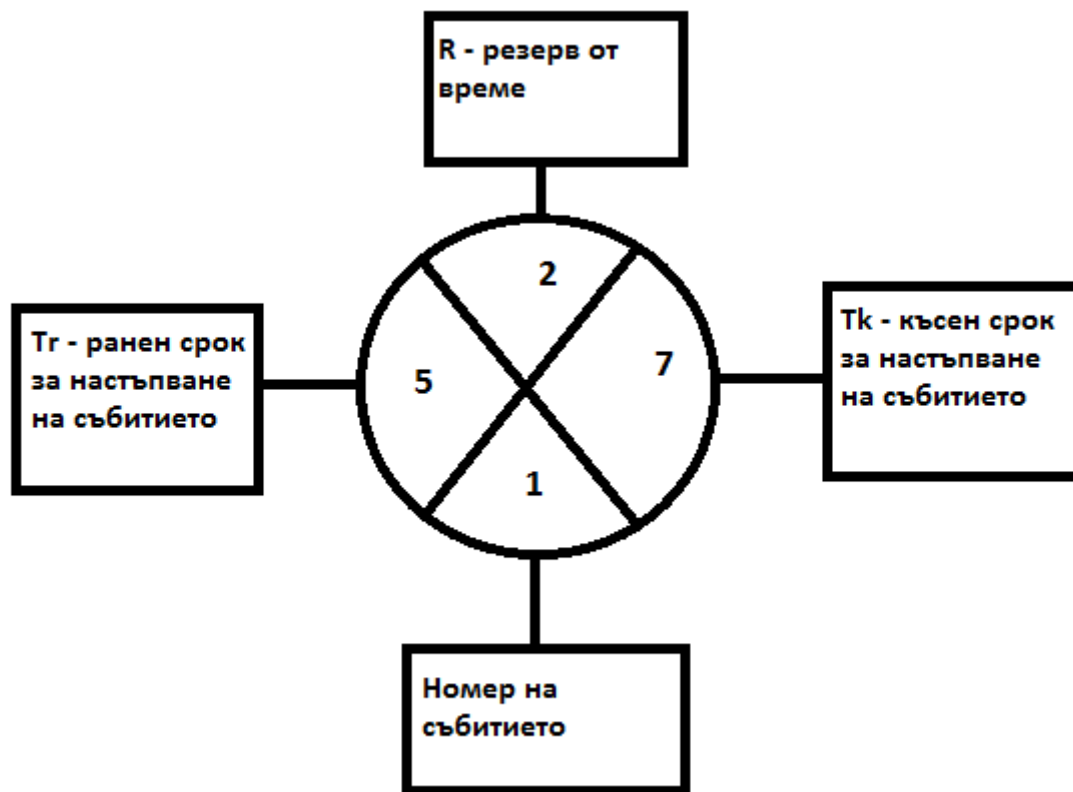 R - резерв от
време
2
Tr - ранен срок
за настъпване
на събитието
5
7
Tk - късен срок
за настъпване
на събитието
1
Номер на
събитието